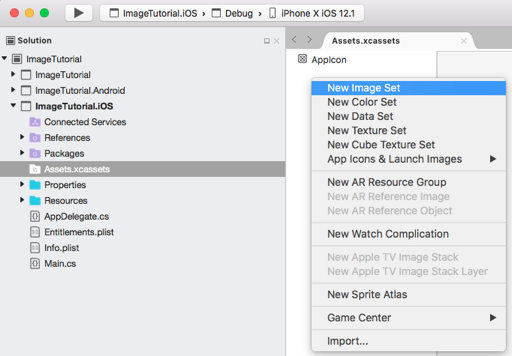 ImageTutorial.iOS › Debug › iPhone X iOS 12.1
Solution
ImageTutorial
ImageTutorial
ImageTutorial.Android
ImageTutorial.iOS
Connected Services
References
Packages
Assets.xcassets
Properties
Resources
AppDelegate.cs
Entitlements.plist
Info.plist
Main.cs
Assets.xcassets
AppIcon
New Image Set
New Color Set
New Data Set
New Texture Set
New Cube Texture Set
App Icons & Launch Images
New AR Resource Group
New AR Reference Image
New AR Reference Object
New Watch Complication
New Apple TV Image Stack
New Apple TV Image Stack Layer
New Sprite Atlas
Game Center
Import...